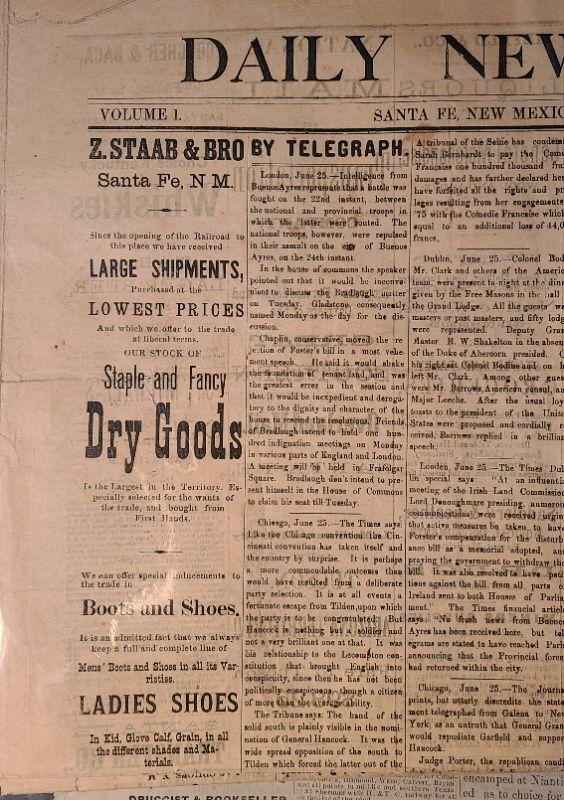 DAILY NEW
VOLUME 1.
SANTA FE, NEW MEXIC
Z. STAAB & BRO
Santa Fe, N M.
Since the opening of the Railroad to
this place we have received
LARGE SHIPMENTS,
Purchased at the
LOWEST PRICES
And which we offer to the trade
at liberal terms.
OUR STOCK OF
Staple and Fancy
Dry Goods
Is the Largest in the Territory. Es-
pecially selected for the wants of
the trade, and bought from
First Hands.
We can offer special inducements to
the trade in
Boots and Shoes,
It is an admitted fact that we always
keep a full and complete line of
Mens' Boots and Shoes in all its Var-
rieties.
LADIES SHOES
In Kid, Glove Calf, Grain, in all
the different shades and Ma-
terials.
DRUGGIST & BOOKSELLER
BY TELEGRAPH.
London, June 25.—Intelligence from
Buenos Ayres represents that a battle was
fought on the 22nd instant, between
the national and provincial troops in
which the latter were routed. The
national troops, however, were repulsed
in their assault on the city of Buenos
Ayres, on the 24th instant.
In the house of commons the speaker
pointed out that it would be inconve-
nient to discuss the Bradlaugh matter
on Tuesday. Gladstone consequently
named Monday as the day for the dis-
cussion.
Chaplin, conservative, moved the re
jection of Foster's bill in a most vehe-
ment speech. He said it would shake
the foundation of tenant land and was
the greatest error in the session and
that it would be inexpedient and deroga-
tory to the dignity and character of the
house to rescind the resolution. Friends
of Bradlaugh intend to hold one hun-
dred indignation meetings on Monday
in various parts of England and London.
A meeting will be held in Trafalgar
Square. Bradlaugh don't intend to pre-
sent himself in the House of Commons
to claim his seat till Tuesday.
Chicago, June 25.—The Times says:
Like the Chicago convention the Cin-
cinnati convention has taken itself and
the country by surprise. It is perhaps
a more commendable outcome than
would have resulted from a deliberate
party selection. It is at all events a
fortunate escape from Tilden, upon which
the party is to be congratulated. But
Hancock is nothing but a soldier and
not a very brilliant one at that. It was
his relationship to the Lecompton con-
stitution that brought English into
conspicuity, since then he has not been
politically conspicuous, though a citizen
of more than the average ability.
The Tribune says: The hand of the
solid south is plainly visible in the nomi-
nation of General Hancock. It was the
wide spread opposition of the south to
Tilden which forced the latter out of the
A tribunal of the Seine has condem
Sarah Bernhardt to pay the Com
Francaise one hundred thousand fra
damages and has farther declared her
have forfeited all the rights and pr
leges resulting from her engagements
'75 with the Comedie Francaise which
equal to an additional loss of 44,0
francs.
Dublin, June 25.—Colonel Bod
Mr. Clark and others of the Americ
team, were present to-night at the dinn
given by the Free Masons in the hall
the Grand Lodge. All the guests we
masters or past masters, and fifty lodg
were represented. Deputy Gran
Master R. W. Shakelton in the absen
of the Duke of Abercorn presided. O
his right sat Colonel Bodine and on h
left Mr. Clark. Among other gues
were Mr. Barrows, American consul, an
Major Leeche. After the usual loy
toasts to the president of the Unite
States were proposed and cordially re
ceived, Barrows replied in a brillian
speech.
London, June 25—The Times Dub
lin special says: "At an influenti
meeting of the Irish Land Commission
Lord Donoughmare presiding, numerou
communications were received urgin
that active measures be taken to hav
Forster's compensation for the disturb
ance bill as a memorial adopted, an
praying the government to withdraw the
bill. It was also resolved to have peti
tions against the bill from all parts o
Ireland sent to both Houses of Parlia
ment." The Times financial article
says: "No fresh news from Buenos
Ayres has been received here, but tel
egrams are stated to have reached Paris
announcing that the Provincial forces
had returned within the city.
Chicago, June 25.—The Journa
prints, but utterly discredits the state
ment telegraphed from Galena to New
York, as an untruth that General Gran
would repudiate Garfield and suppor
Hancock.
Judge Porter, the republican candi
encamped at Nianti
ed as to choice for